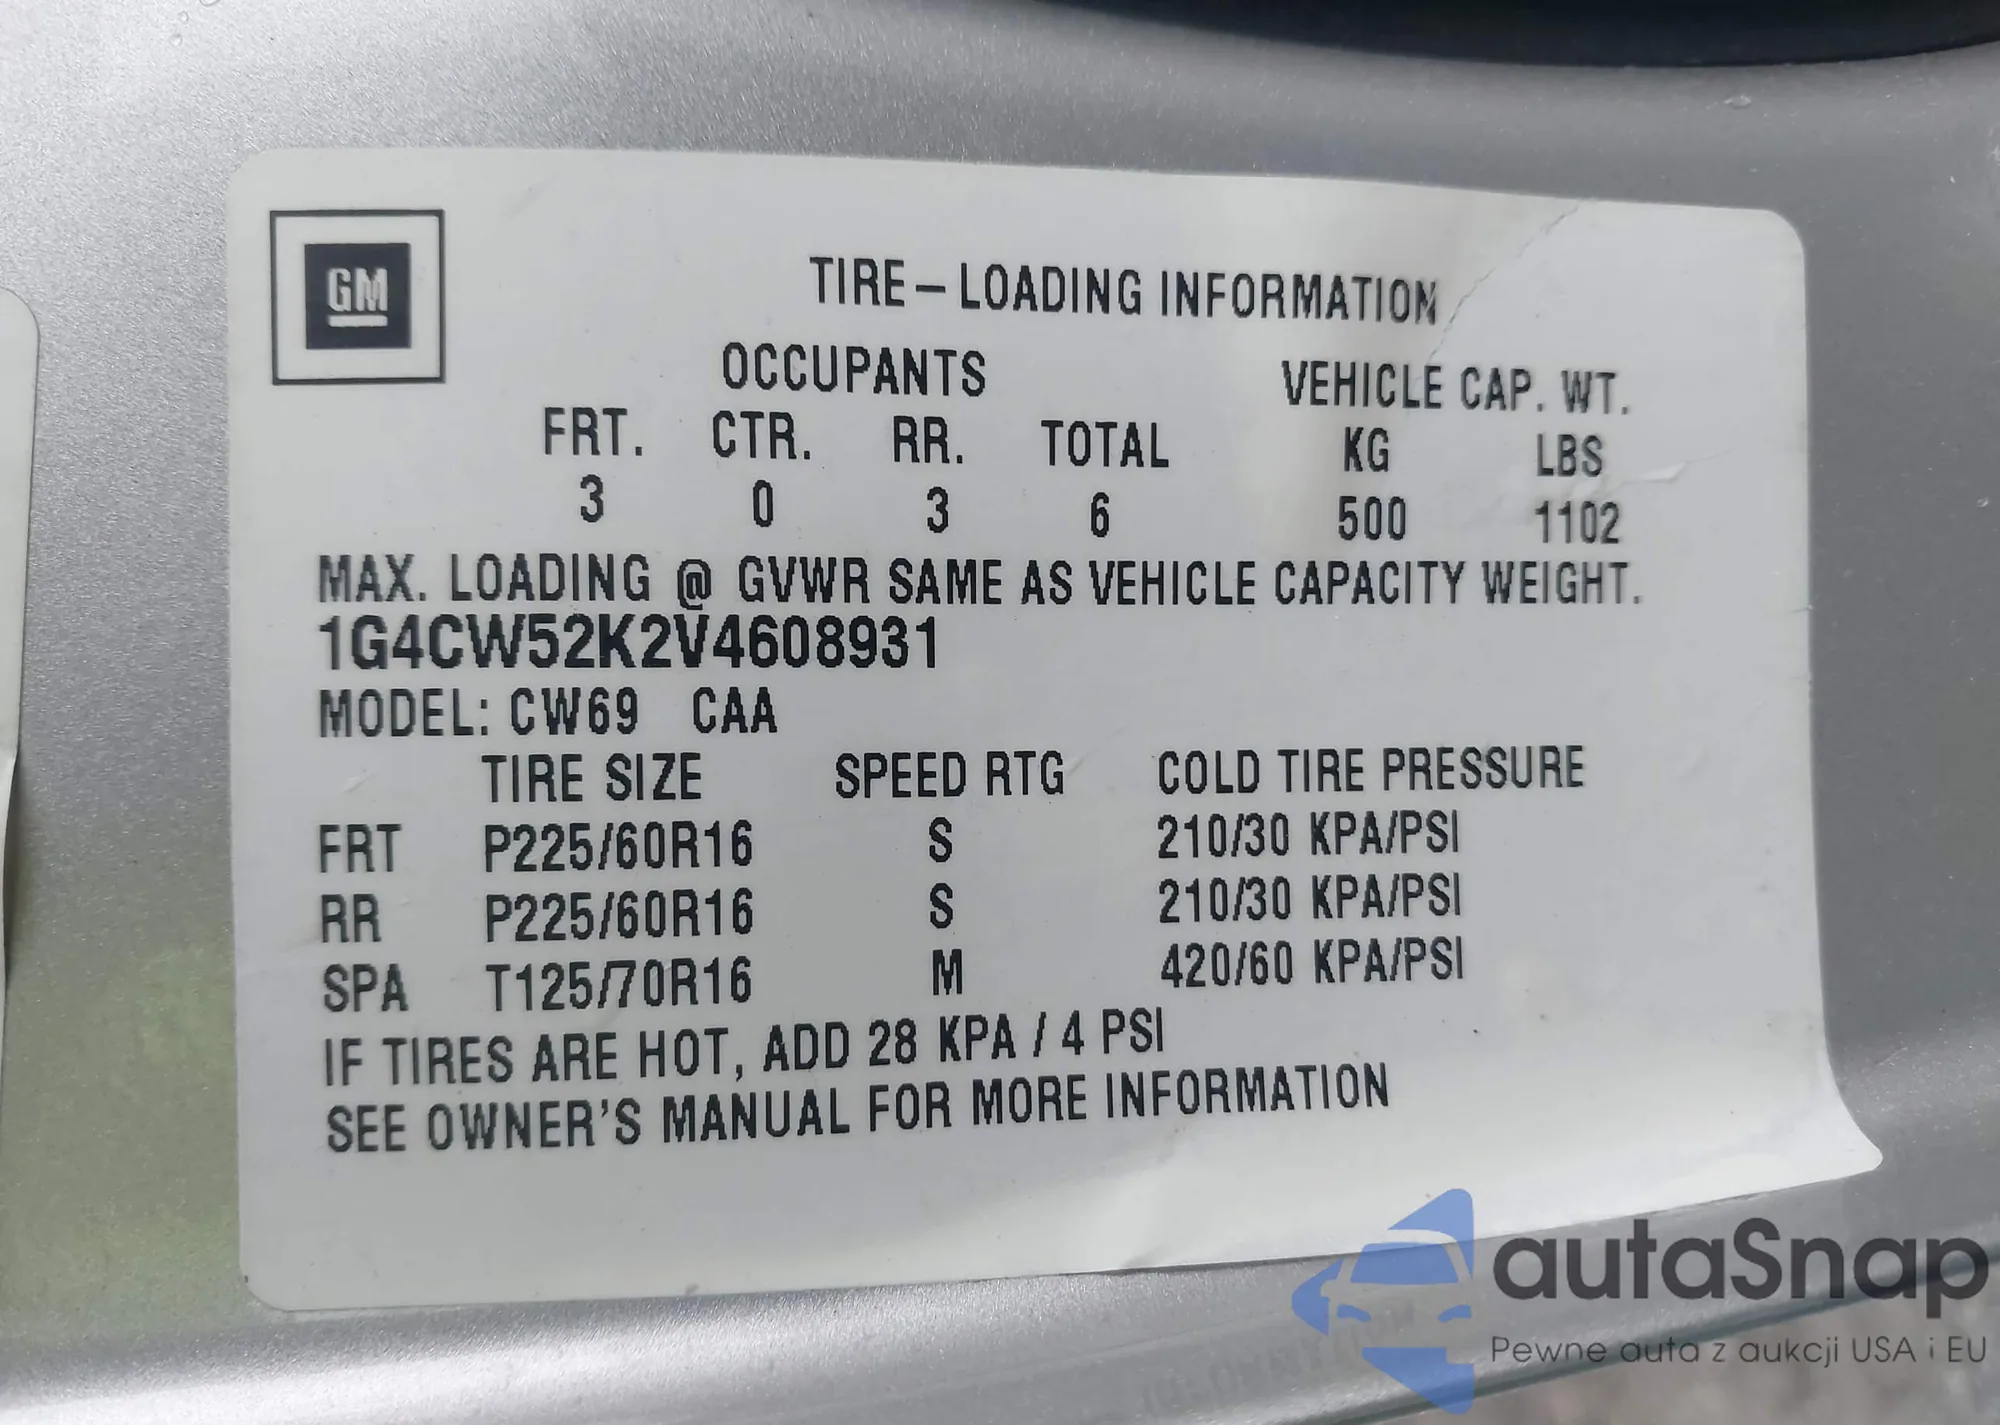 GM
TIRE – LOADING INFORMATION
OCCUPANTS VEHICLE CAP. WT.
FRT. CTR. RR. TOTAL KG LBS
3 0 3 6 500 1102
MAX. LOADING @ GVWR SAME AS VEHICLE CAPACITY WEIGHT.
1G4CW52K2V4608931
MODEL: CW69 CAA
TIRE SIZE SPEED RTG COLD TIRE PRESSURE
FRT P225/60R16 S 210/30 KPA/PSI
RR P225/60R16 S 210/30 KPA/PSI
SPA T125/70R16 M 420/60 KPA/PSI
IF TIRES ARE HOT, ADD 28 KPA / 4 PSI
SEE OWNER'S MANUAL FOR MORE INFORMATION
autaSnap
Pewne auta z aukcji USA i EU